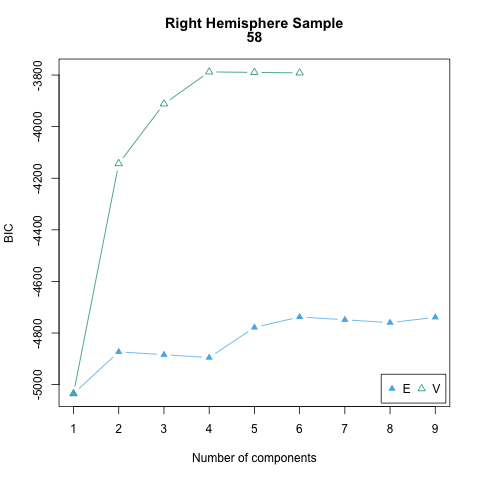 Right Hemisphere Sample
58
BIC
-3800
-4000
-4200
-4400
-4600
-4800
-5000
1 2 3 4 5 6 7 8 9
Number of components
E V